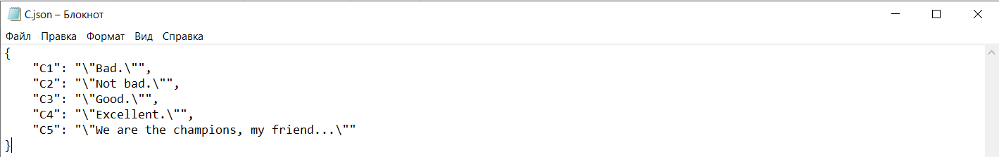 C.json – Блокнот
Файл Правка Формат Вид Справка
{
    "C1": "\"Bad.\"",
    "C2": "\"Not bad.\"",
    "C3": "\"Good.\"",
    "C4": "\"Excellent.\"",
    "C5": "\"We are the champions, my friend...\""
}